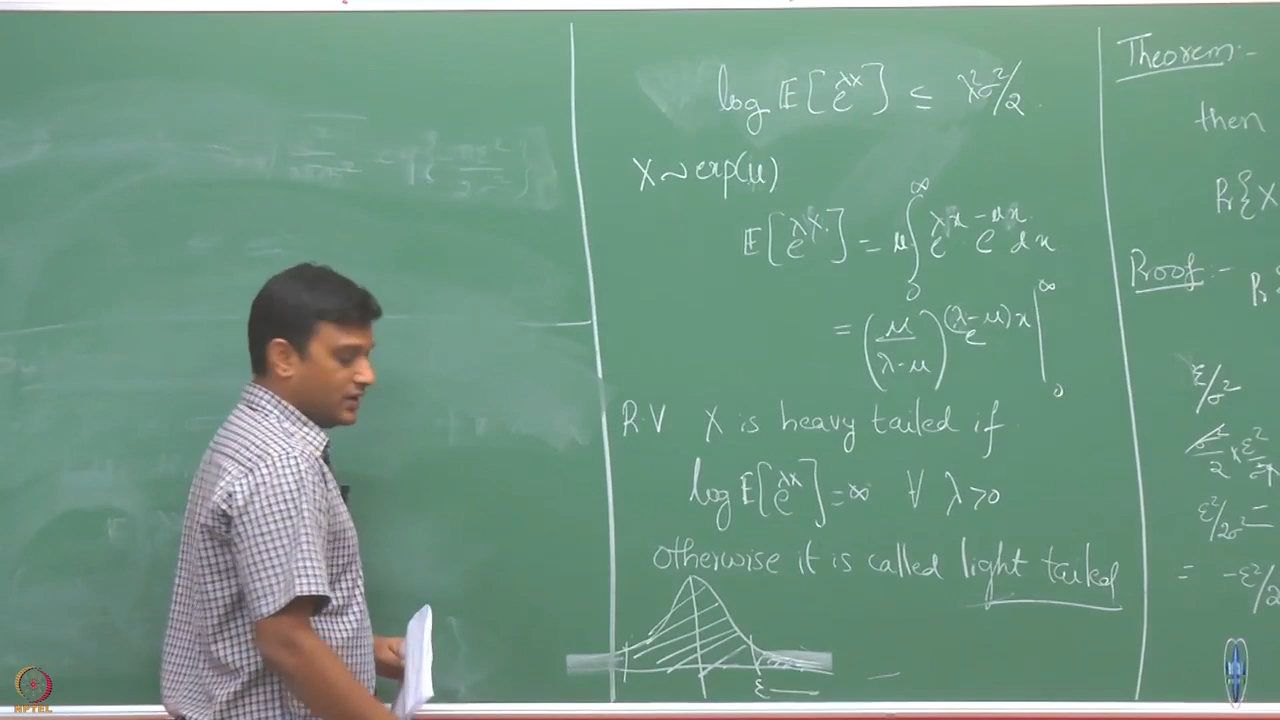 log E[e^{λX}] ≤ λ²σ²/2.
X ~ exp(μ)
E[e^{λX}] = μ ∫₀^∞ e^{λx} e^{-μx} dx
= (μ/(λ-μ)) e^{(λ-μ)x} |₀^∞
R.V X is heavy tailed if
log E[e^{λX}] = ∞ ∀ λ>0
otherwise it is called light tailed
ε
Theorem:-
then
Pr{X
Proof:- Pr{
ε/σ²
ε²/2σ² =
= -ε²/2
NPTEL